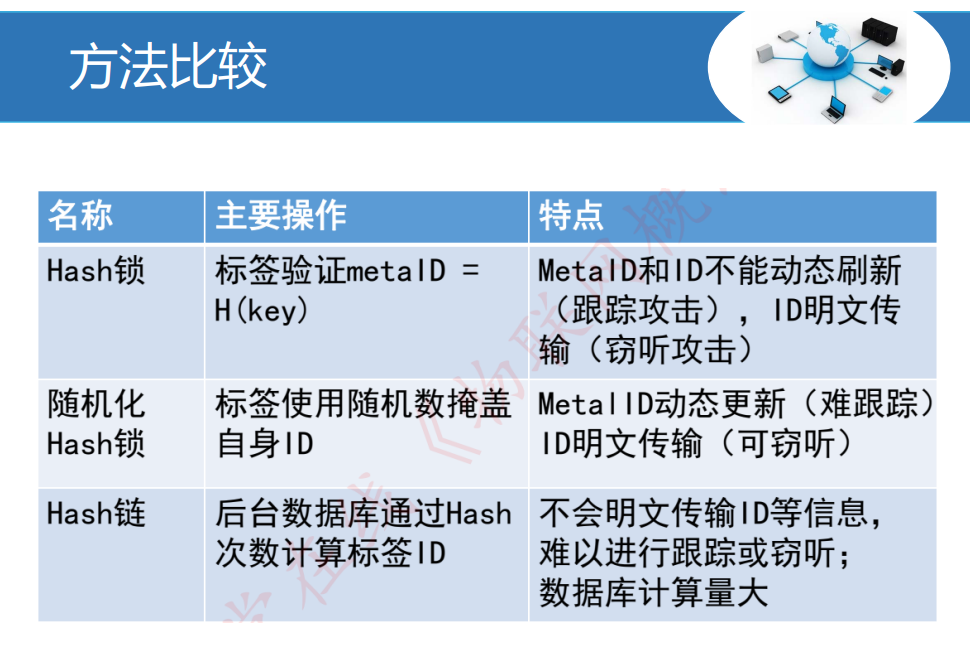 方法比较
名称
主要操作
特点
Hash锁
标签验证metaID =
H(key)
MetaID和ID不能动态刷新
（跟踪攻击），ID明文传
输（窃听攻击）
随机化
Hash锁
标签使用随机数掩盖
自身ID
MetalID动态更新（难跟踪）
ID明文传输（可窃听）
Hash链
后台数据库通过Hash
次数计算标签ID
不会明文传输ID等信息，
难以进行跟踪或窃听；
数据库计算量大